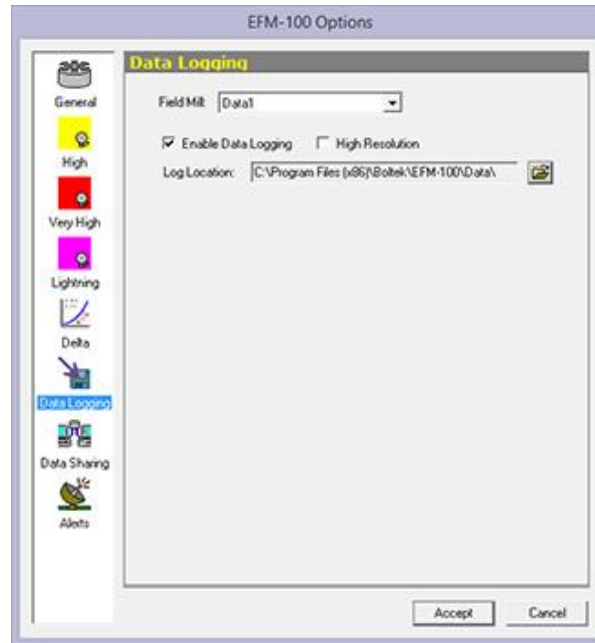 EFM-100 Options
General
High
Very High
Lightning
Delta
Data Logging
Data Sharing
Alerts
Data Logging
Field Mill: Data1
Enable Data Logging High Resolution
Log Location: C:\Program Files (x86)\Boltek\EFM-100\Data\
Accept Cancel